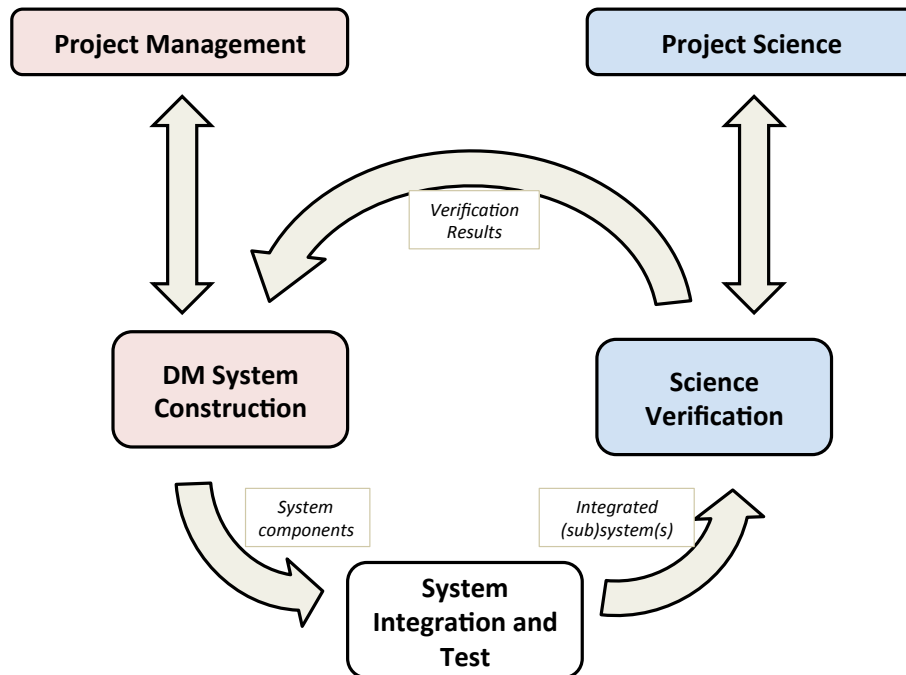 Project Management
Project Science
Verification
Results
DM System
Construction
Science
Verification
System
components
Integrated
(sub)system(s)
System
Integration and
Test